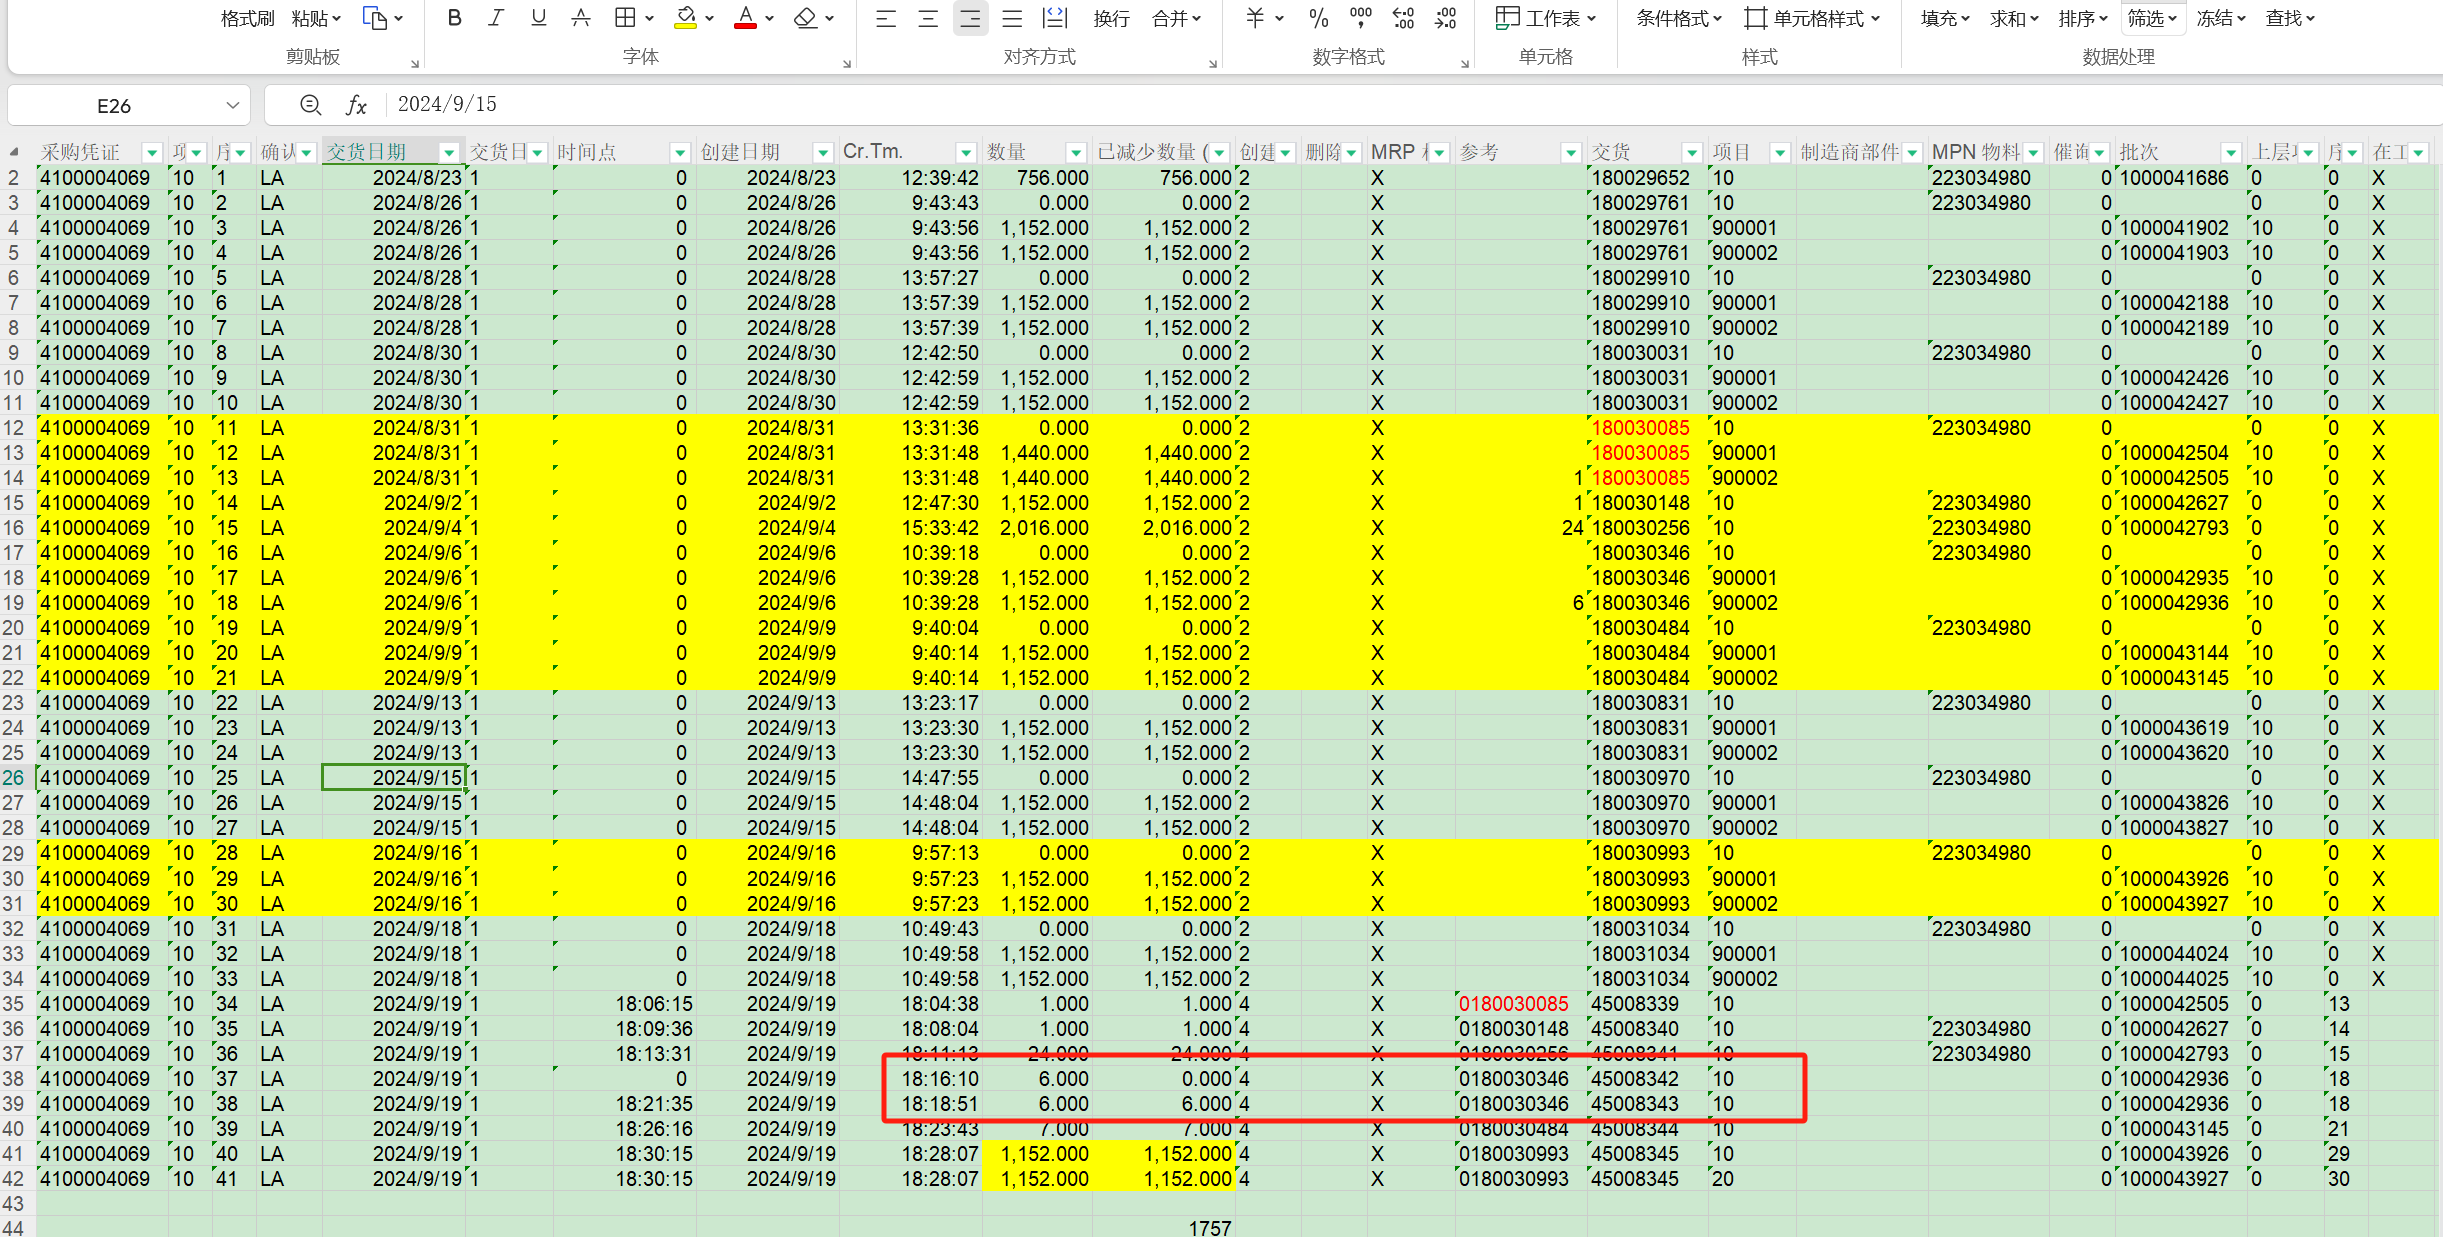 格式刷 粘贴 B I U A A 换行 合并 ¥ % 000 .00 .0 工作表 条件格式 单元格样式 填充 求和 排序 筛选 冻结 查找
剪贴板 字体 对齐方式 数字格式 单元格 样式 数据处理
E26 fx 2024/9/15
采购凭证 项 序 确认 交货日期 交货日 时间点 创建日期 Cr.Tm. 数量 已减少数量 ( 创建 删除 MRP 参考 交货 项目 制造商部件 MPN 物料 催询 批次 上层项 序 在工
2 4100004069 10 1 LA 2024/8/23 1 0 2024/8/23 12:39:42 756.000 756.000 2 X 180029652 10 223034980 0 1000041686 0 0 X
3 4100004069 10 2 LA 2024/8/26 1 0 2024/8/26 9:43:43 0.000 0.000 2 X 180029761 10 223034980 0 0 0 X
4 4100004069 10 3 LA 2024/8/26 1 0 2024/8/26 9:43:56 1,152.000 1,152.000 2 X 180029761 900001 0 1000041902 10 0 X
5 4100004069 10 4 LA 2024/8/26 1 0 2024/8/26 9:43:56 1,152.000 1,152.000 2 X 180029761 900002 0 1000041903 10 0 X
6 4100004069 10 5 LA 2024/8/28 1 0 2024/8/28 13:57:27 0.000 0.000 2 X 180029910 10 223034980 0 0 0 X
7 4100004069 10 6 LA 2024/8/28 1 0 2024/8/28 13:57:39 1,152.000 1,152.000 2 X 180029910 900001 0 1000042188 10 0 X
8 4100004069 10 7 LA 2024/8/28 1 0 2024/8/28 13:57:39 1,152.000 1,152.000 2 X 180029910 900002 0 1000042189 10 0 X
9 4100004069 10 8 LA 2024/8/30 1 0 2024/8/30 12:42:50 0.000 0.000 2 X 180030031 10 223034980 0 0 0 X
10 4100004069 10 9 LA 2024/8/30 1 0 2024/8/30 12:42:59 1,152.000 1,152.000 2 X 180030031 900001 0 1000042426 10 0 X
11 4100004069 10 10 LA 2024/8/30 1 0 2024/8/30 12:42:59 1,152.000 1,152.000 2 X 180030031 900002 0 1000042427 10 0 X
12 4100004069 10 11 LA 2024/8/31 1 0 2024/8/31 13:31:36 0.000 0.000 2 X 180030085 10 223034980 0 0 0 X
13 4100004069 10 12 LA 2024/8/31 1 0 2024/8/31 13:31:48 1,440.000 1,440.000 2 X 180030085 900001 0 1000042504 10 0 X
14 4100004069 10 13 LA 2024/8/31 1 0 2024/8/31 13:31:48 1,440.000 1,440.000 2 X 1 180030085 900002 0 1000042505 10 0 X
15 4100004069 10 14 LA 2024/9/2 1 0 2024/9/2 12:47:30 1,152.000 1,152.000 2 X 1 180030148 10 223034980 0 1000042627 0 0 X
16 4100004069 10 15 LA 2024/9/4 1 0 2024/9/4 15:33:42 2,016.000 2,016.000 2 X 24 180030256 10 223034980 0 1000042793 0 0 X
17 4100004069 10 16 LA 2024/9/6 1 0 2024/9/6 10:39:18 0.000 0.000 2 X 180030346 10 223034980 0 0 0 X
18 4100004069 10 17 LA 2024/9/6 1 0 2024/9/6 10:39:28 1,152.000 1,152.000 2 X 180030346 900001 0 1000042935 10 0 X
19 4100004069 10 18 LA 2024/9/6 1 0 2024/9/6 10:39:28 1,152.000 1,152.000 2 X 6 180030346 900002 0 1000042936 10 0 X
20 4100004069 10 19 LA 2024/9/9 1 0 2024/9/9 9:40:04 0.000 0.000 2 X 180030484 10 223034980 0 0 0 X
21 4100004069 10 20 LA 2024/9/9 1 0 2024/9/9 9:40:14 1,152.000 1,152.000 2 X 180030484 900001 0 1000043144 10 0 X
22 4100004069 10 21 LA 2024/9/9 1 0 2024/9/9 9:40:14 1,152.000 1,152.000 2 X 180030484 900002 0 1000043145 10 0 X
23 4100004069 10 22 LA 2024/9/13 1 0 2024/9/13 13:23:17 0.000 0.000 2 X 180030831 10 223034980 0 0 0 X
24 4100004069 10 23 LA 2024/9/13 1 0 2024/9/13 13:23:30 1,152.000 1,152.000 2 X 180030831 900001 0 1000043619 10 0 X
25 4100004069 10 24 LA 2024/9/13 1 0 2024/9/13 13:23:30 1,152.000 1,152.000 2 X 180030831 900002 0 1000043620 10 0 X
26 4100004069 10 25 LA 2024/9/15 1 0 2024/9/15 14:47:55 0.000 0.000 2 X 180030970 10 223034980 0 0 0 X
27 4100004069 10 26 LA 2024/9/15 1 0 2024/9/15 14:48:04 1,152.000 1,152.000 2 X 180030970 900001 0 1000043826 10 0 X
28 4100004069 10 27 LA 2024/9/15 1 0 2024/9/15 14:48:04 1,152.000 1,152.000 2 X 180030970 900002 0 1000043827 10 0 X
29 4100004069 10 28 LA 2024/9/16 1 0 2024/9/16 9:57:13 0.000 0.000 2 X 180030993 10 223034980 0 0 0 X
30 4100004069 10 29 LA 2024/9/16 1 0 2024/9/16 9:57:23 1,152.000 1,152.000 2 X 180030993 900001 0 1000043926 10 0 X
31 4100004069 10 30 LA 2024/9/16 1 0 2024/9/16 9:57:23 1,152.000 1,152.000 2 X 180030993 900002 0 1000043927 10 0 X
32 4100004069 10 31 LA 2024/9/18 1 0 2024/9/18 10:49:43 0.000 0.000 2 X 180031034 10 223034980 0 0 0 X
33 4100004069 10 32 LA 2024/9/18 1 0 2024/9/18 10:49:58 1,152.000 1,152.000 2 X 180031034 900001 0 1000044024 10 0 X
34 4100004069 10 33 LA 2024/9/18 1 0 2024/9/18 10:49:58 1,152.000 1,152.000 2 X 180031034 900002 0 1000044025 10 0 X
35 4100004069 10 34 LA 2024/9/19 1 18:06:15 2024/9/19 18:04:38 1.000 1.000 4 X 0180030085 45008339 10 0 1000042505 0 13
36 4100004069 10 35 LA 2024/9/19 1 18:09:36 2024/9/19 18:08:04 1.000 1.000 4 X 0180030148 45008340 10 223034980 0 1000042627 0 14
37 4100004069 10 36 LA 2024/9/19 1 18:13:31 2024/9/19 18:11:13 24.000 24.000 4 X 0180030256 45008341 10 223034980 0 1000042793 0 15
38 4100004069 10 37 LA 2024/9/19 1 0 2024/9/19 18:16:10 6.000 0.000 4 X 0180030346 45008342 10 0 1000042936 0 18
39 4100004069 10 38 LA 2024/9/19 1 18:21:35 2024/9/19 18:18:51 6.000 6.000 4 X 0180030346 45008343 10 0 1000042936 0 18
40 4100004069 10 39 LA 2024/9/19 1 18:26:16 2024/9/19 18:23:43 7.000 7.000 4 X 0180030484 45008344 10 0 1000043145 0 21
41 4100004069 10 40 LA 2024/9/19 1 18:30:15 2024/9/19 18:28:07 1,152.000 1,152.000 4 X 0180030993 45008345 10 0 1000043926 0 29
42 4100004069 10 41 LA 2024/9/19 1 18:30:15 2024/9/19 18:28:07 1,152.000 1,152.000 4 X 0180030993 45008345 20 0 1000043927 0 30
43
44 1757